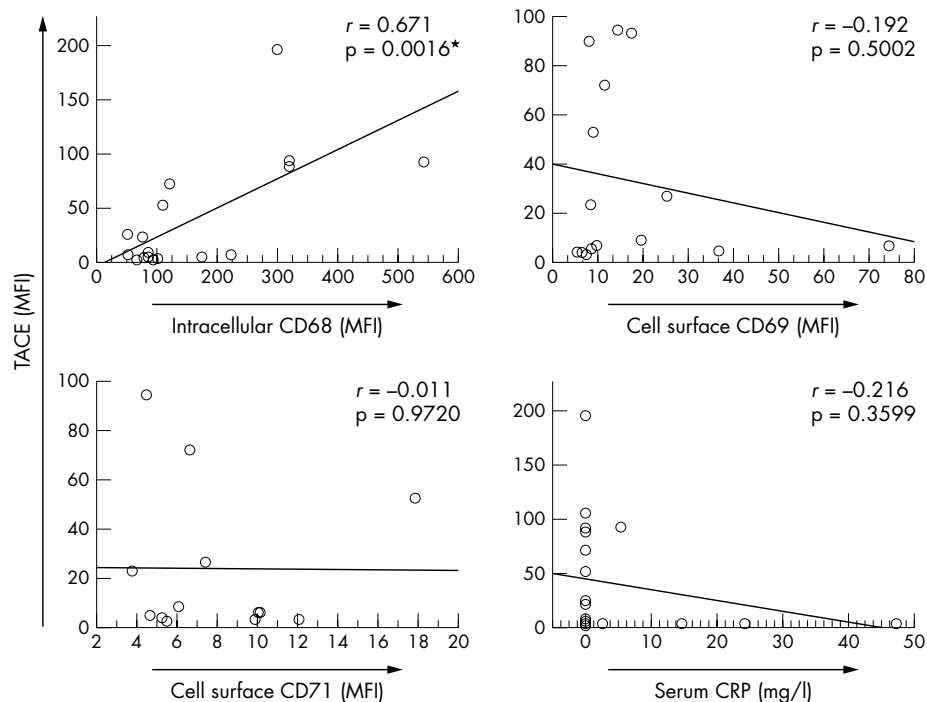 TACE (MFI)
r = 0.671
p = 0.0016★
200
150
100
50
0
0 100 200 300 400 500 600
Intracellular CD68 (MFI)
r = –0.192
p = 0.5002
100
80
60
40
20
0
0 10 20 30 40 50 60 70 80
Cell surface CD69 (MFI)
r = –0.011
p = 0.9720
100
80
60
40
20
0
2 4 6 8 10 12 14 16 18 20
Cell surface CD71 (MFI)
r = –0.216
p = 0.3599
200
150
100
50
0
0 10 20 30 40 50
Serum CRP (mg/l)